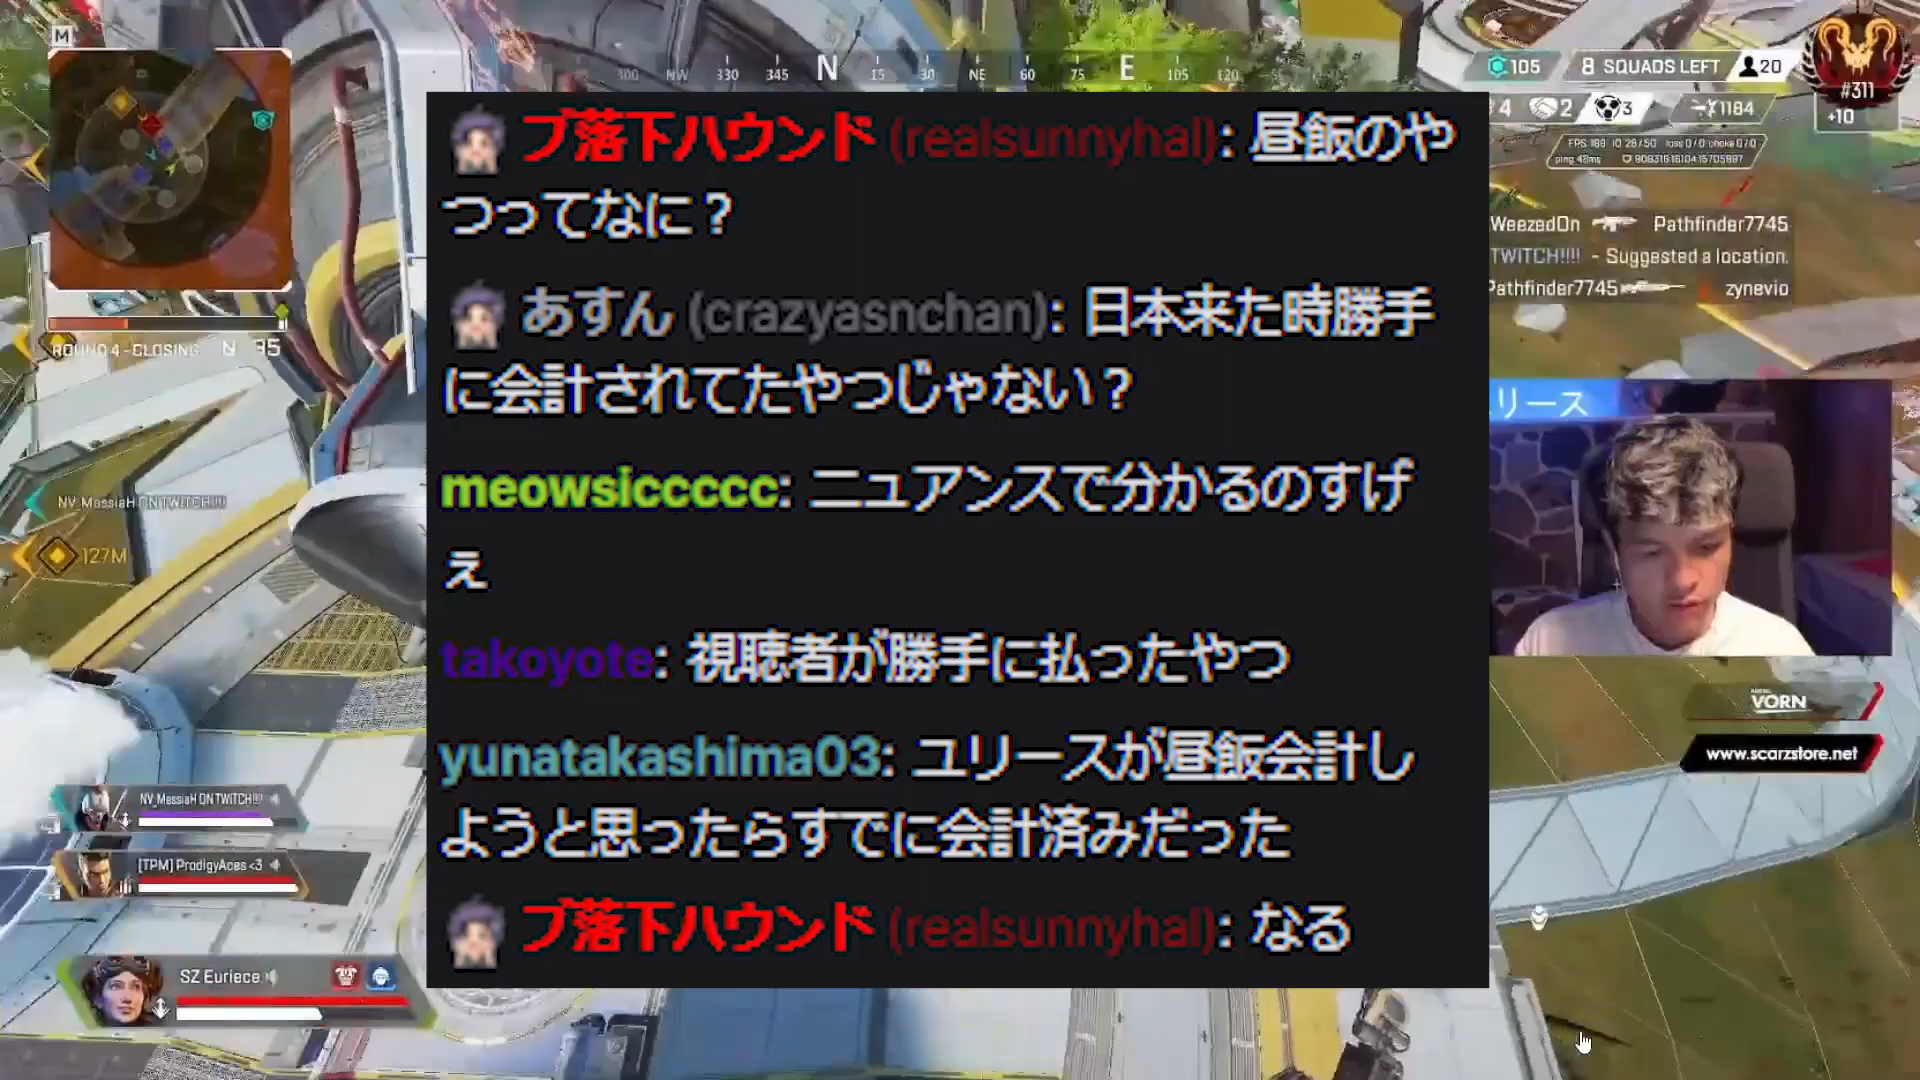 M
300 NW 330 345 N 15 30 NE 60 75 E 105 120
105 8 SQUADS LEFT 20
4 2 3 1184
#311
+10
ping 48ms
WeezedOn Pathfinder7745
TWITCH!!!! - Suggested a location.
Pathfinder7745 zynevio
ROUND 4 - CLOSING N 35
NV_MessiaH ON TWITCH!!!!
127M
ブ落下ハウンド (realsunnyhal): 昼飯のや
つってなに？
あすん (crazyasnchan): 日本来た時勝手
に会計されてたやつじゃない？
meowsiccccc: ニュアンスで分かるのすげ
ぇ
takoyote: 視聴者が勝手に払ったやつ
yunatakashima03: ユリースが昼飯会計し
ようと思ったらすでに会計済みだった
ブ落下ハウンド (realsunnyhal): なる
リース
VORN
www.scarzstore.net
NV_MessiaH ON TWITCH!!!!
[TPM] ProdigyAces <3
SZ Euriece